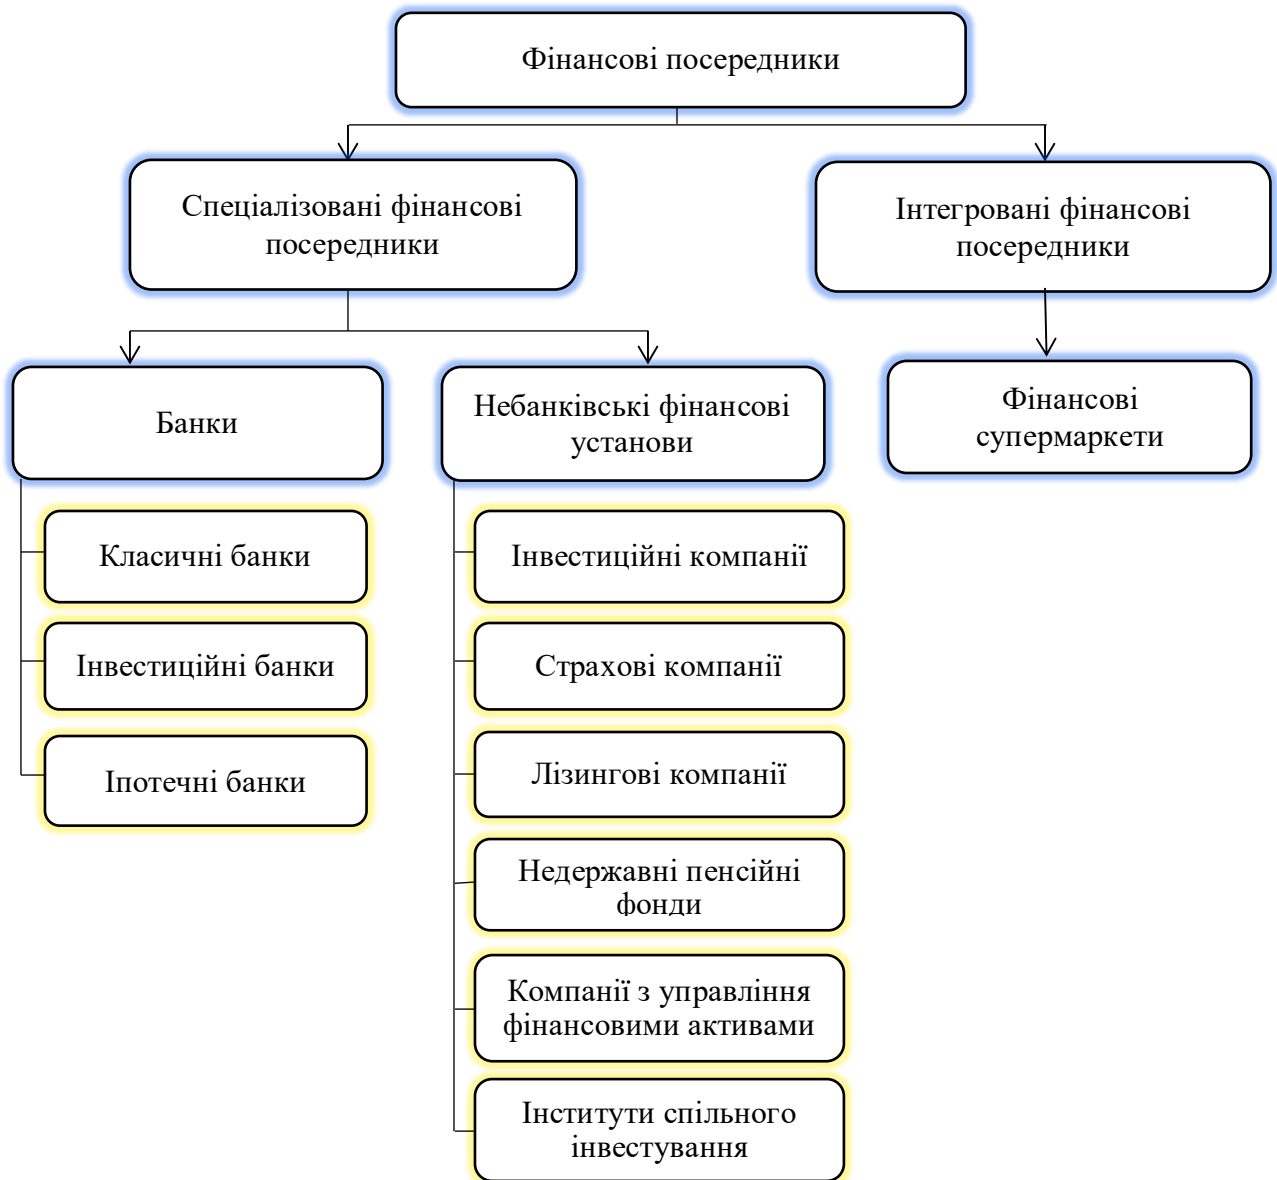 Фінансові посередники
Спеціалізовані фінансові
посередники
Інтегровані фінансові
посередники
Банки
Небанківські фінансові
установи
Фінансові
супермаркети
Класичні банки
Інвестиційні банки
Іпотечні банки
Інвестиційні компанії
Страхові компанії
Лізингові компанії
Недержавні пенсійні
фонди
Компанії з управління
фінансовими активами
Інститути спільного
інвестування